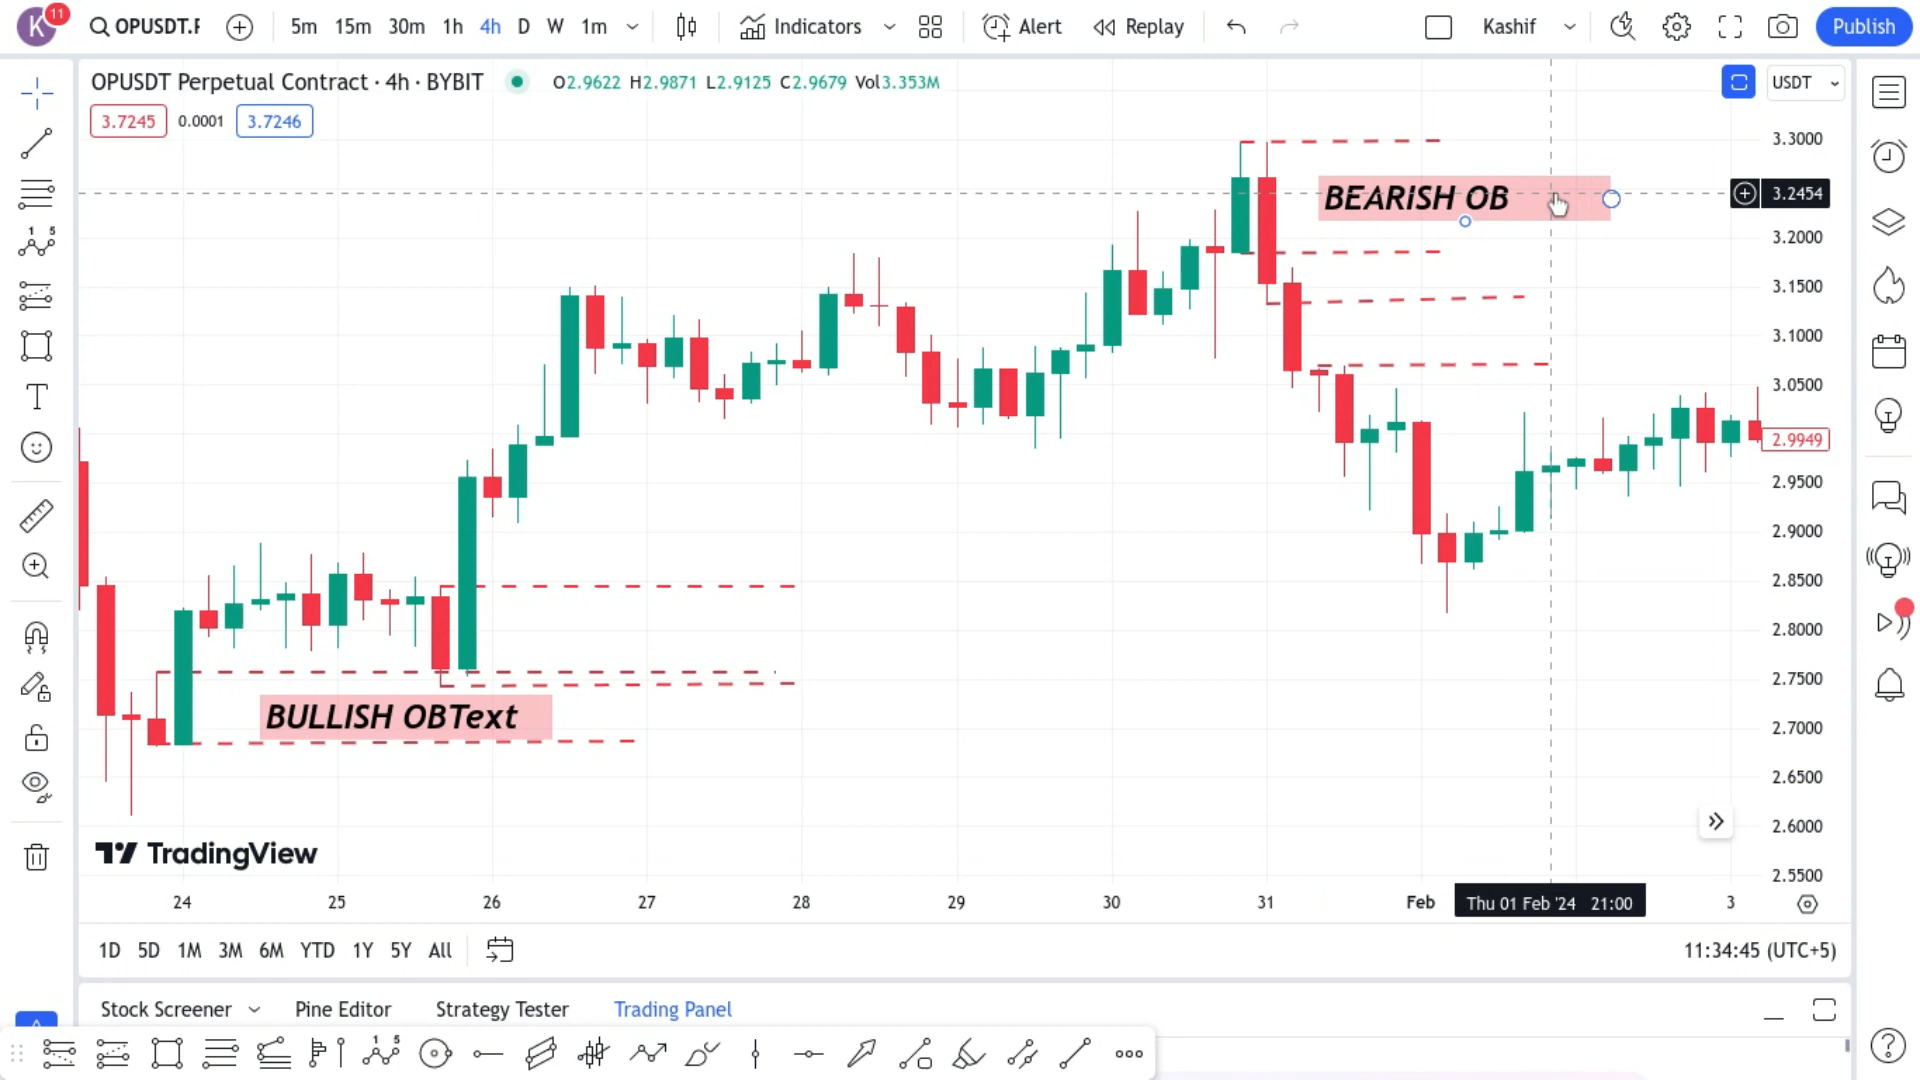 K 11 OPUSDT.F 5m 15m 30m 1h 4h D W 1m Indicators Alert Replay Kashif Publish
OPUSDT Perpetual Contract · 4h · BYBIT O2.9622 H2.9871 L2.9125 C2.9679 Vol3.353M USDT
3.7245 0.0001 3.7246
3.3000
BEARISH OB
3.2454
3.2000
3.1500
3.1000
3.0500
2.9949
2.9500
2.9000
2.8500
2.8000
2.7500
BULLISH OBText
2.7000
2.6500
2.6000
TradingView
2.5500
24 25 26 27 28 29 30 31 Feb Thu 01 Feb '24 21:00 3
1D 5D 1M 3M 6M YTD 1Y 5Y All 11:34:45 (UTC+5)
Stock Screener Pine Editor Strategy Tester Trading Panel